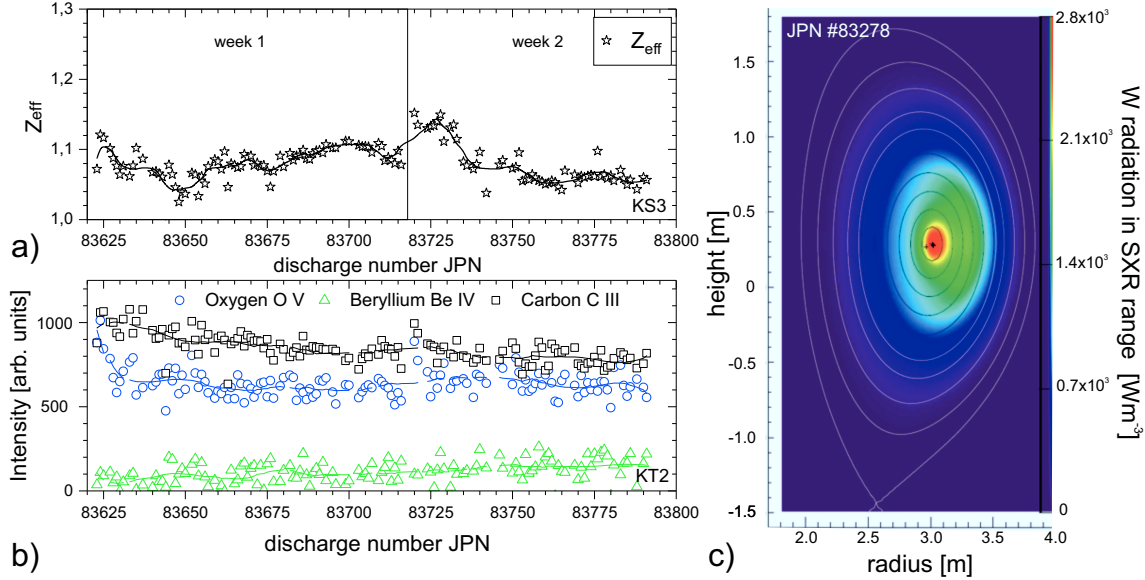 1,3
1,2
1,1
1,0
Z_eff
week 1
week 2
Z_eff
KS3
83625 83650 83675 83700 83725 83750 83775 83800
discharge number JPN
a)
Oxygen O V Beryllium Be IV Carbon C III
1000
500
0
Intensity [arb. units]
KT2
83625 83650 83675 83700 83725 83750 83775 83800
discharge number JPN
b)
JPN #83278
1.5
1.0
0.5
0
-0.5
-1.0
-1.5
height [m]
2.0 2.5 3.0 3.5 4.0
radius [m]
c)
2.8x10³
2.1x10³
1.4x10³
0.7x10³
0
W radiation in SXR range [Wm⁻³]